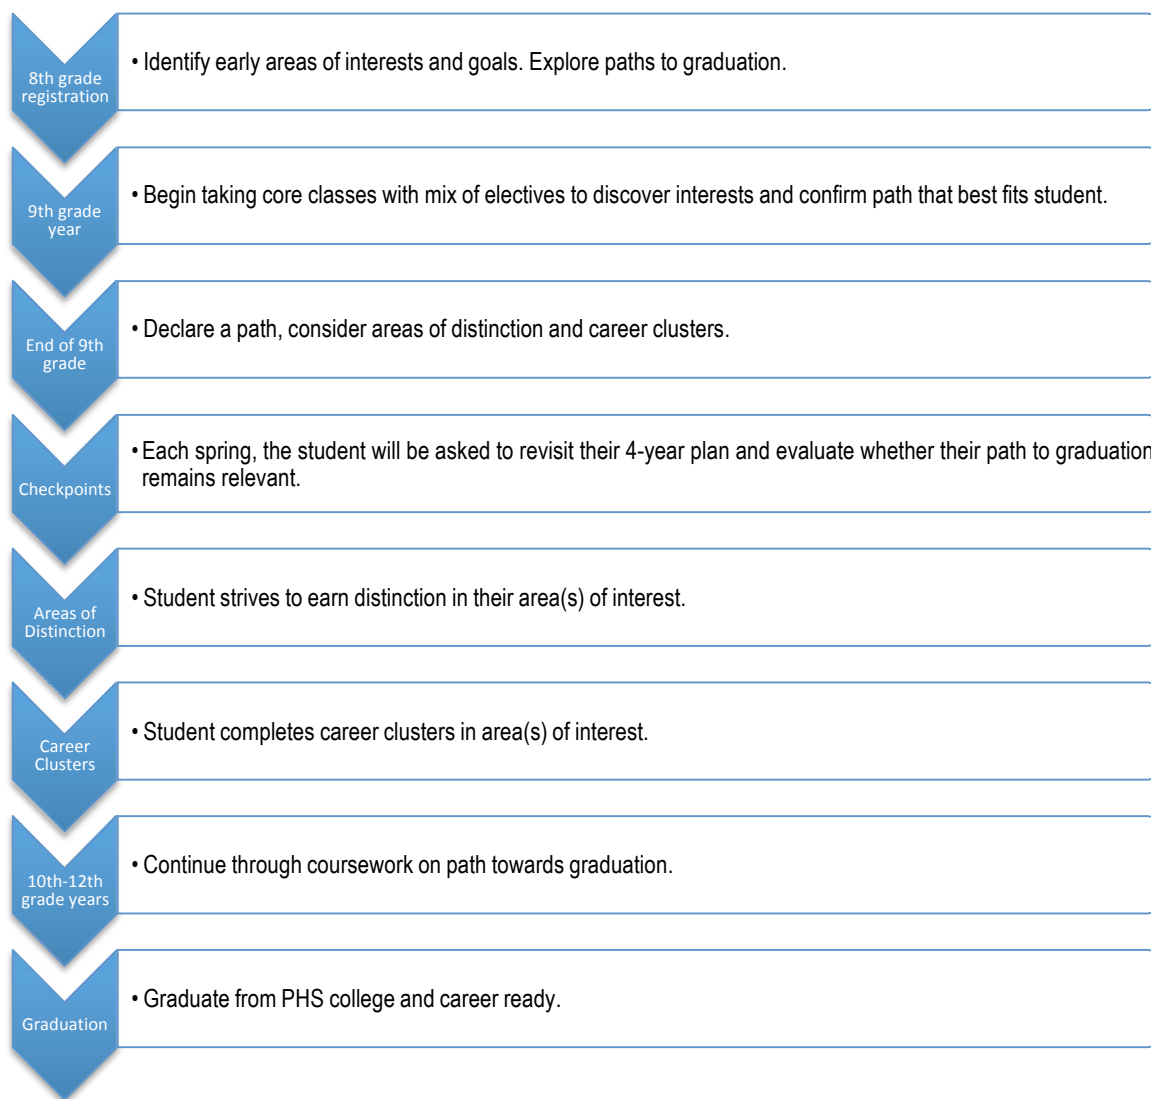 8th grade
registration
• Identify early areas of interests and goals. Explore paths to graduation.
9th grade
year
• Begin taking core classes with mix of electives to discover interests and confirm path that best fits student.
End of 9th
grade
• Declare a path, consider areas of distinction and career clusters.
Checkpoints
• Each spring, the student will be asked to revisit their 4-year plan and evaluate whether their path to graduation
remains relevant.
Areas of
Distinction
• Student strives to earn distinction in their area(s) of interest.
Career
Clusters
• Student completes career clusters in area(s) of interest.
10th-12th
grade years
• Continue through coursework on path towards graduation.
Graduation
• Graduate from PHS college and career ready.